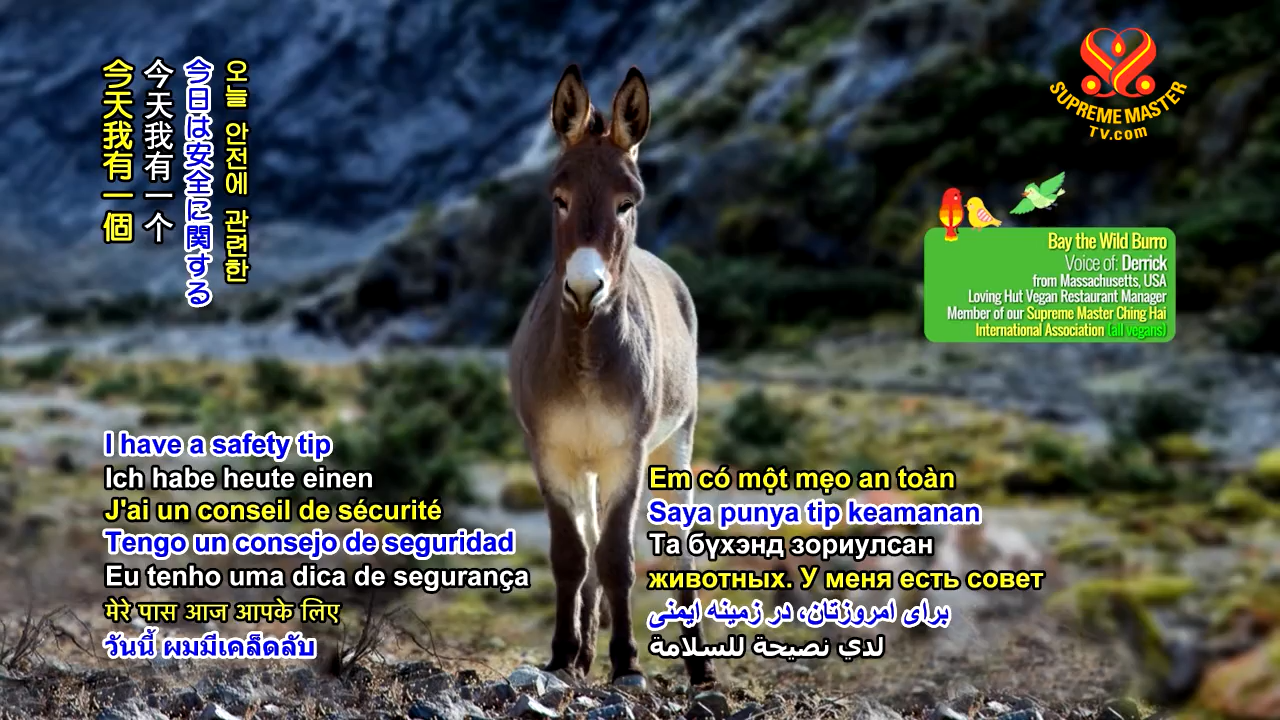 今天我有一個
今天我有一个
今日は安全に関する
오늘 안전에 관련한
SUPREME MASTER
TV.com
Bay the Wild Burro
Voice of: Derrick
from Massachusetts, USA
Loving Hut Vegan Restaurant Manager
Member of our Supreme Master Ching Hai
International Association (all vegans)
I have a safety tip
Ich habe heute einen
J'ai un conseil de sécurité
Tengo un consejo de seguridad
Eu tenho uma dica de segurança
मेरे पास आज आपके लिए
วันนี้ ผมมีเคล็ดลับ
Em có một mẹo an toàn
Saya punya tip keamanan
Та бүхэнд зориулсан
животных. У меня есть совет
برای امروزتان، در زمینه ایمنی
لدي نصيحة للسلامة